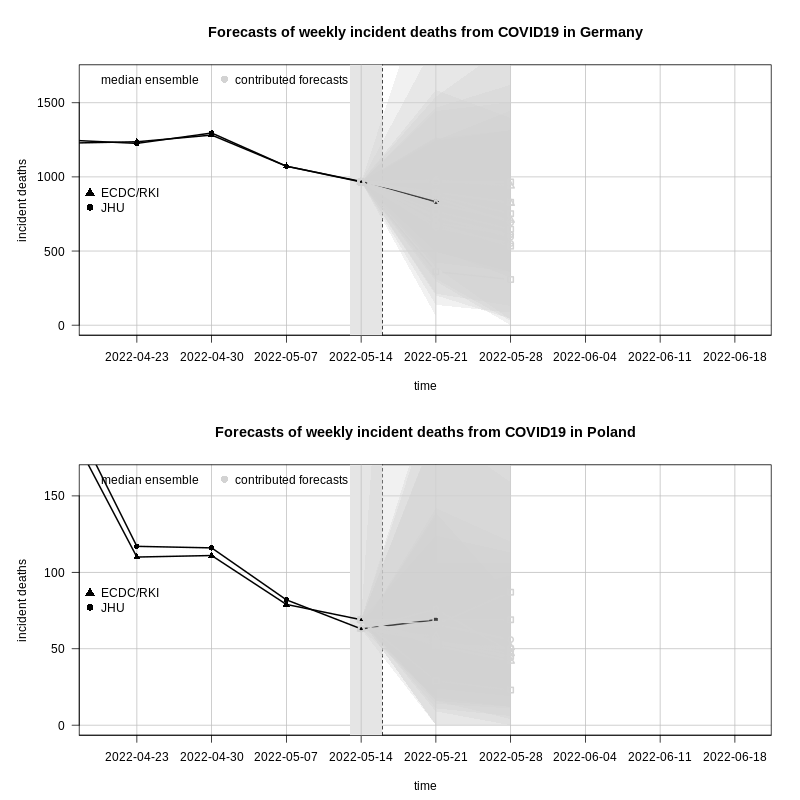 Forecasts of weekly incident deaths from COVID19 in Germany
median ensemble contributed forecasts
1500
1000
500
0
incident deaths
ECDC/RKI
JHU
2022-04-23 2022-04-30 2022-05-07 2022-05-14 2022-05-21 2022-05-28 2022-06-04 2022-06-11 2022-06-18
time
Forecasts of weekly incident deaths from COVID19 in Poland
median ensemble contributed forecasts
150
100
50
0
incident deaths
ECDC/RKI
JHU
2022-04-23 2022-04-30 2022-05-07 2022-05-14 2022-05-21 2022-05-28 2022-06-04 2022-06-11 2022-06-18
time